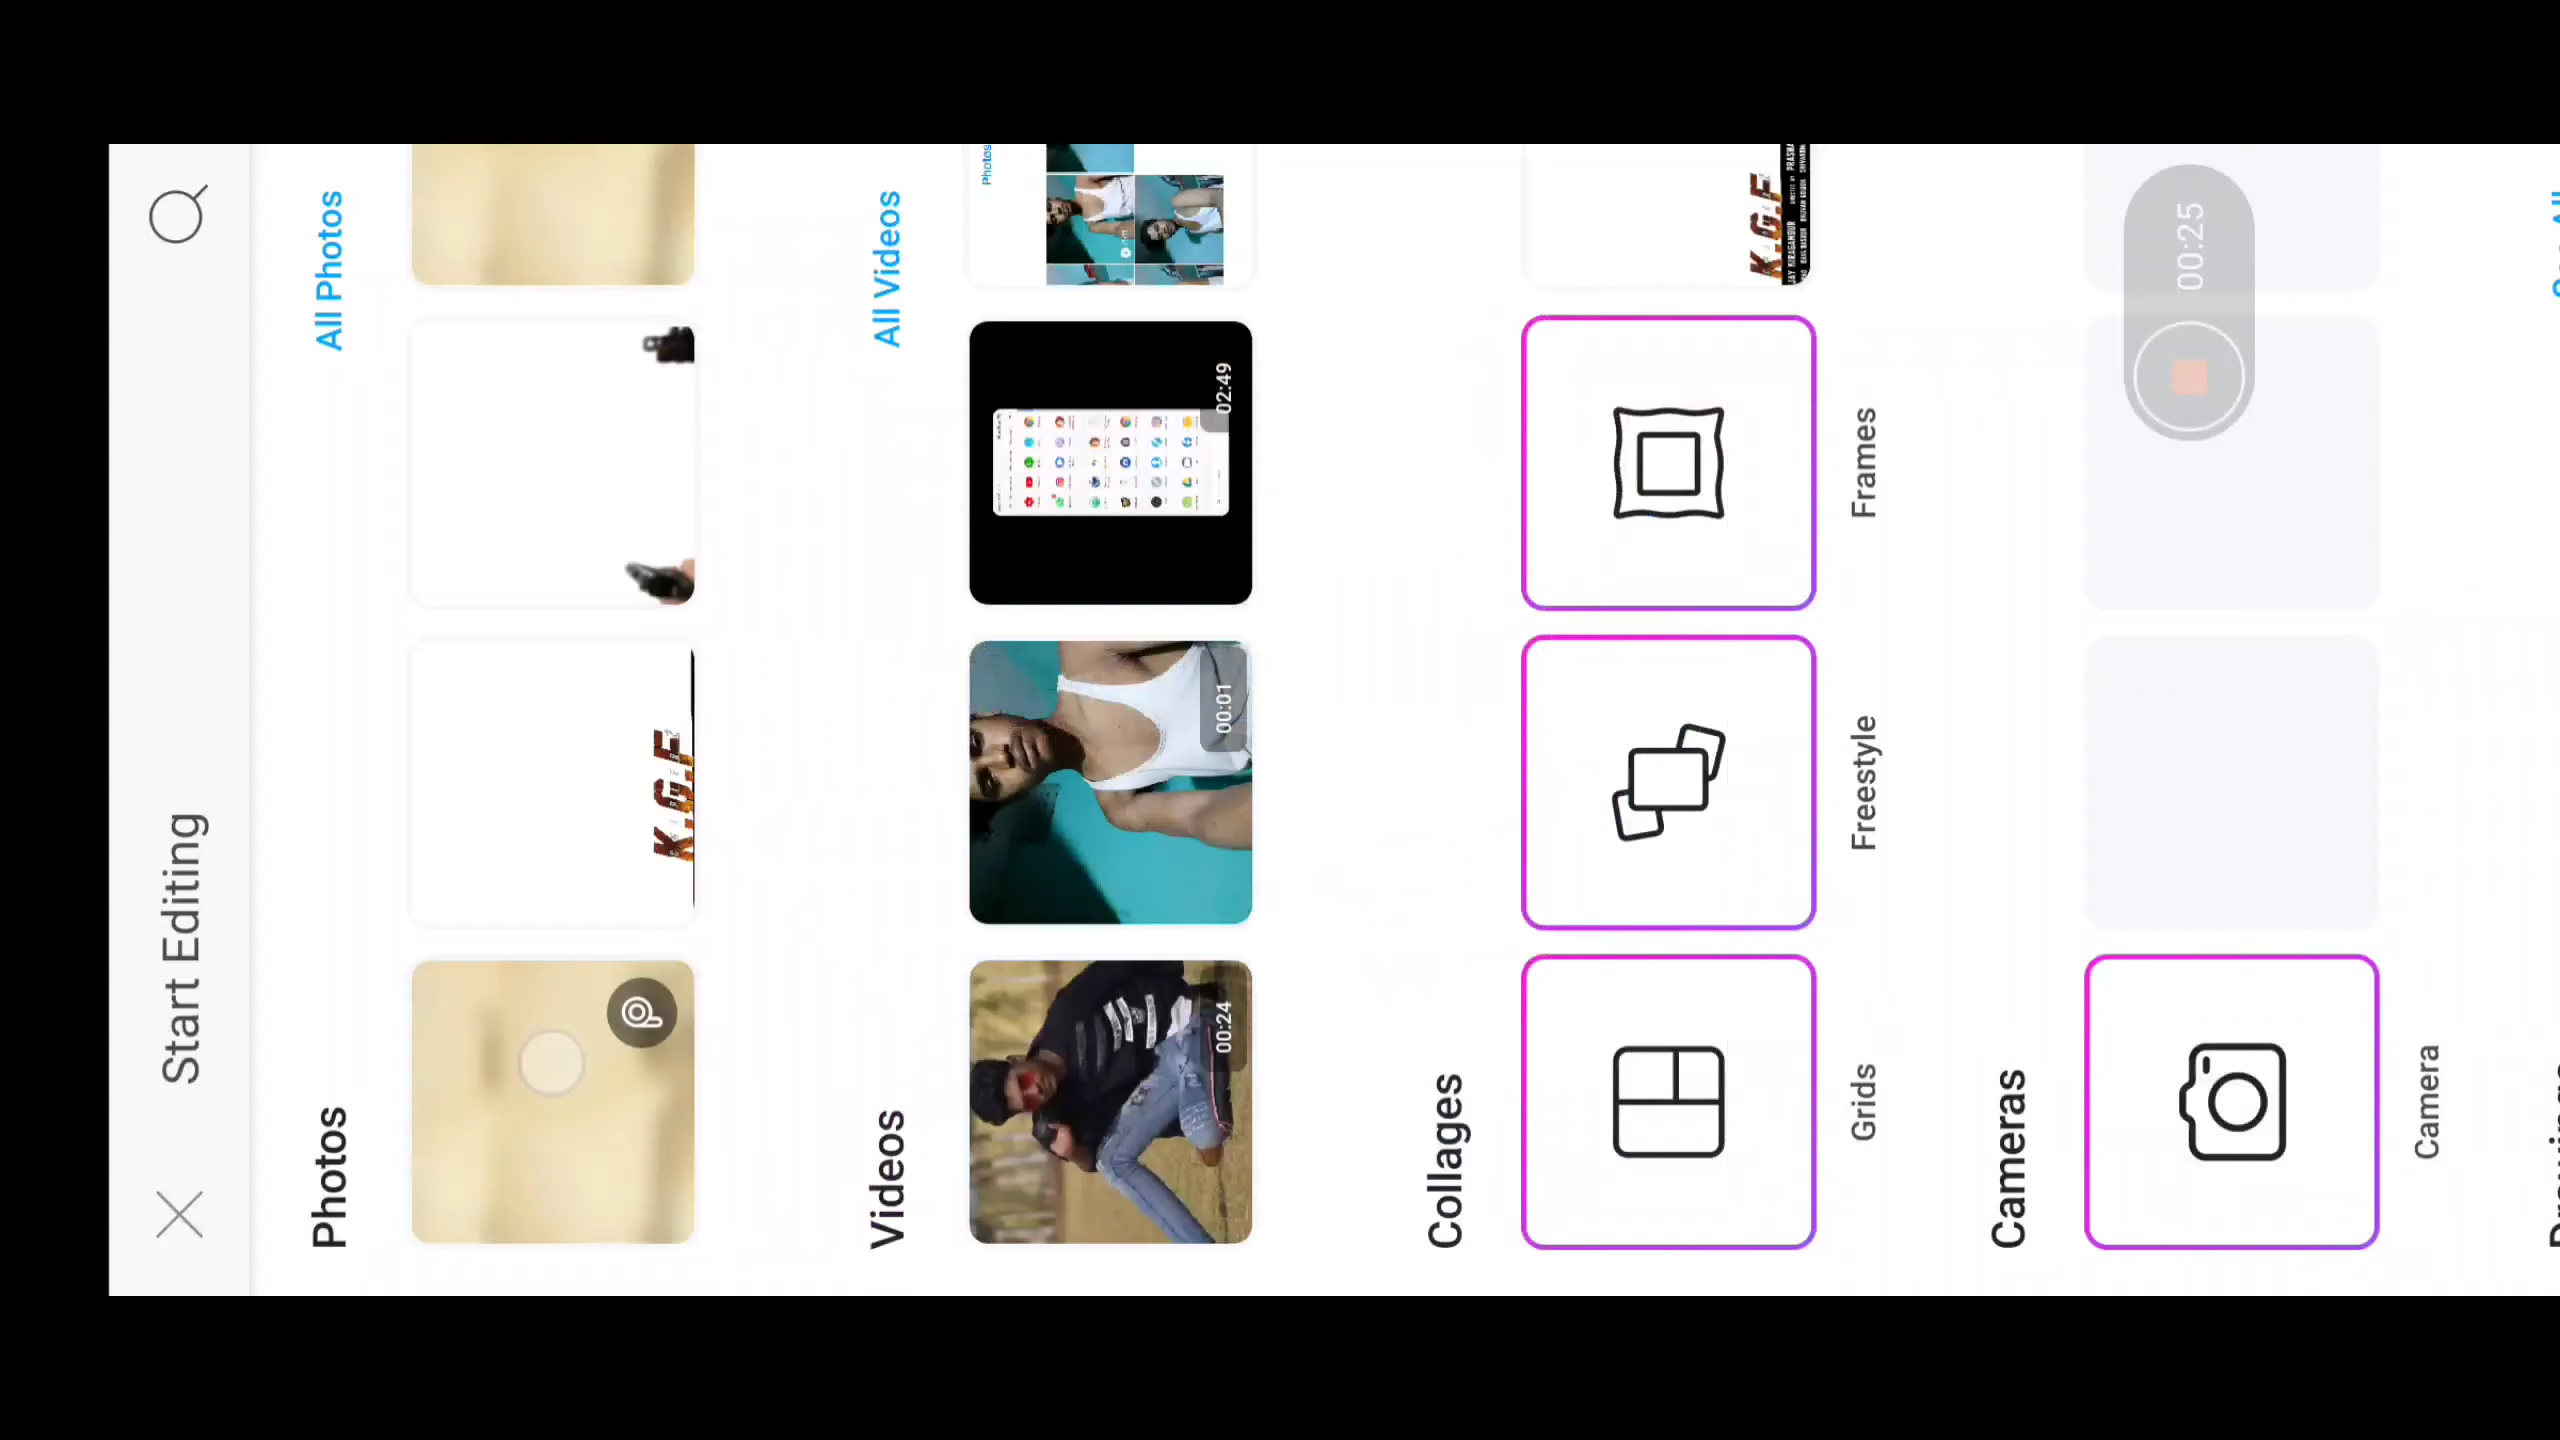 Start Editing
Photos
All Photos
K.G.F
Videos
All Videos
00:24
00:01
02:49
Photos
Collages
Grids
Freestyle
Frames
K.G.F
Cameras
Camera
00:25